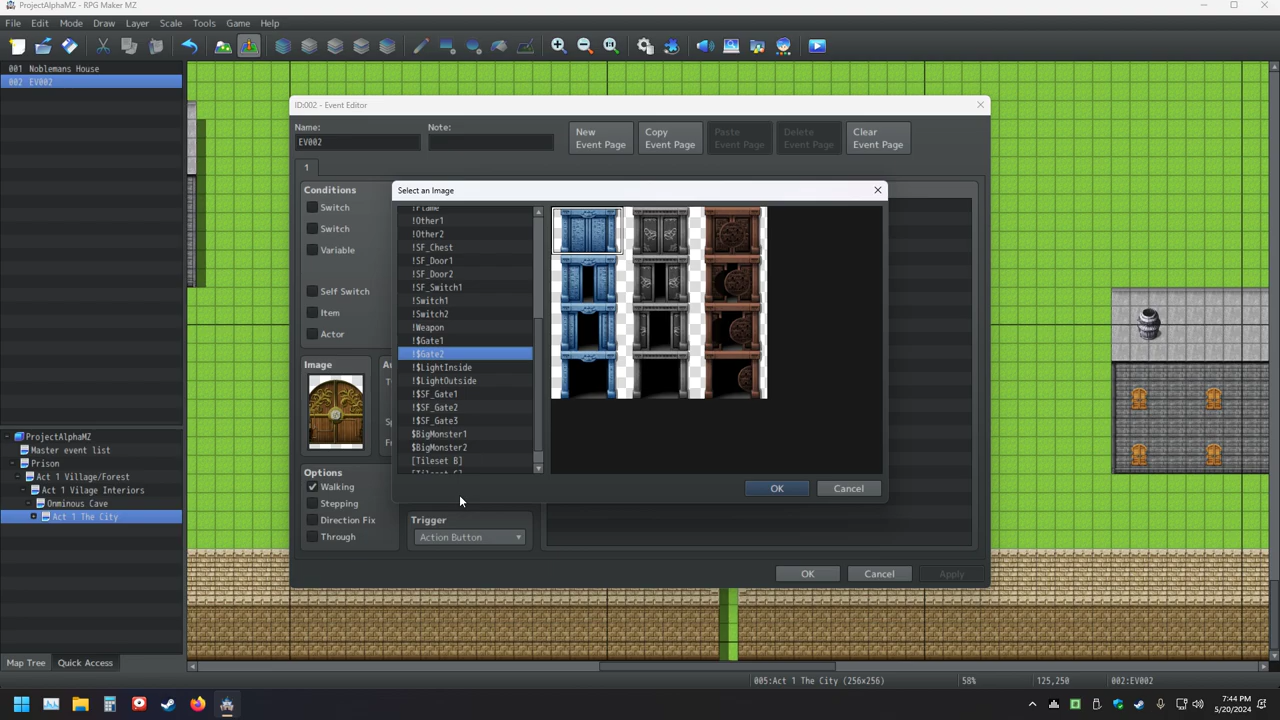 ProjectAlphaMZ - RPG Maker MZ
File Edit Mode Draw Layer Scale Tools Game Help
001 Noblemans House
002 EV002
ID:002 - Event Editor
Name:
Note:
EV002
New
Event Page
Copy
Event Page
Paste
Event Page
Delete
Event Page
Clear
Event Page
1
Conditions
Switch
Switch
Variable
Self Switch
Item
Actor
Image
Options
Walking
Stepping
Direction Fix
Through
Trigger
Action Button
OK
Cancel
Apply
Select an Image
!Flame
!Other1
!Other2
!SF_Chest
!SF_Door1
!SF_Door2
!SF_Switch1
!Switch1
!Switch2
!Weapon
!$Gate1
!$Gate2
!$LightInside
!$LightOutside
!$SF_Gate1
!$SF_Gate2
!$SF_Gate3
$BigMonster1
$BigMonster2
[Tileset B]
OK
Cancel
ProjectAlphaMZ
Master event list
Prison
Act 1 Village/Forest
Act 1 Vilage Interiors
Onminous Cave
Act 1 The City
Map Tree
Quick Access
005:Act 1 The City (256x256)
58%
125,250
002:EV002
7:44 PM
5/20/2024